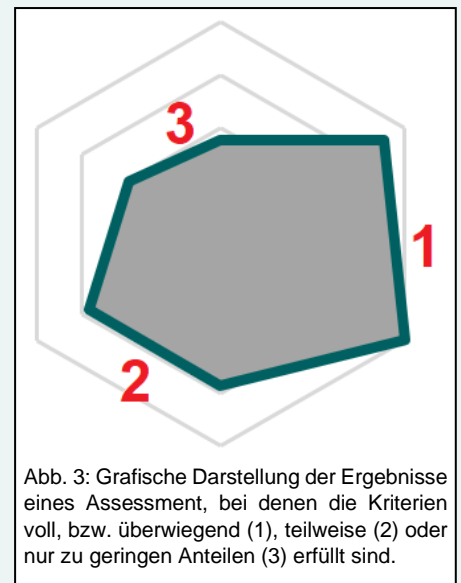 3
1
2
Abb. 3: Grafische Darstellung der Ergebnisse
eines Assessment, bei denen die Kriterien
voll, bzw. überwiegend (1), teilweise (2) oder
nur zu geringen Anteilen (3) erfüllt sind.